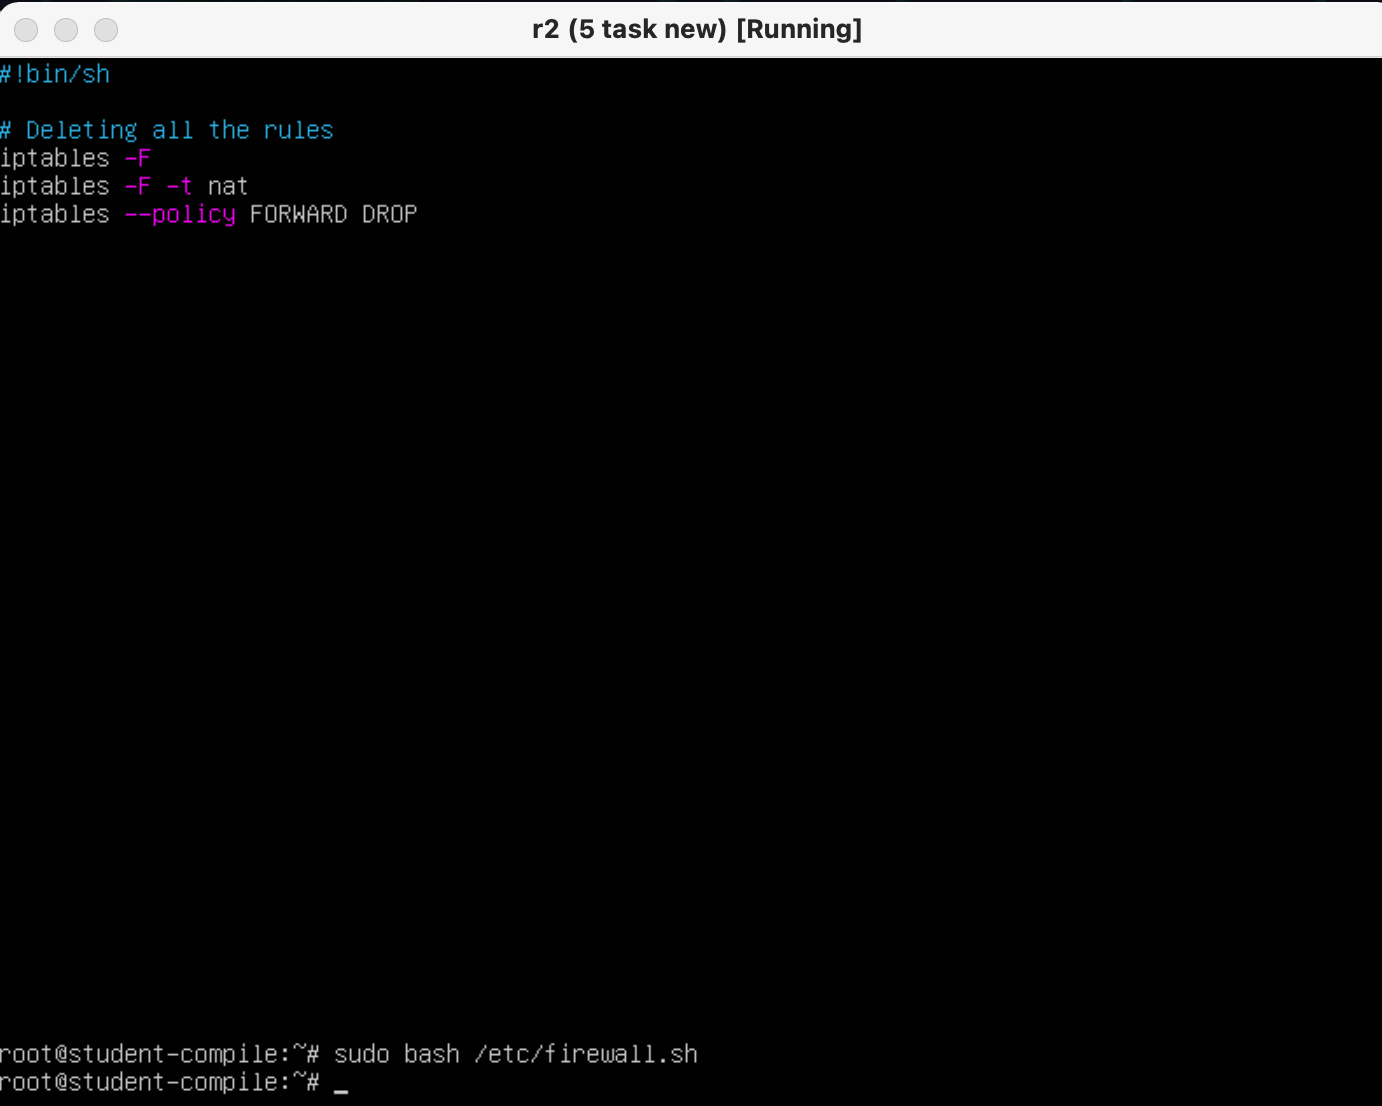 r2 (5 task new) [Running]
#!bin/sh
# Deleting all the rules
iptables -F
iptables -F -t nat
iptables --policy FORWARD DROP
root@student-compile:~# sudo bash /etc/firewall.sh
root@student-compile:~# _